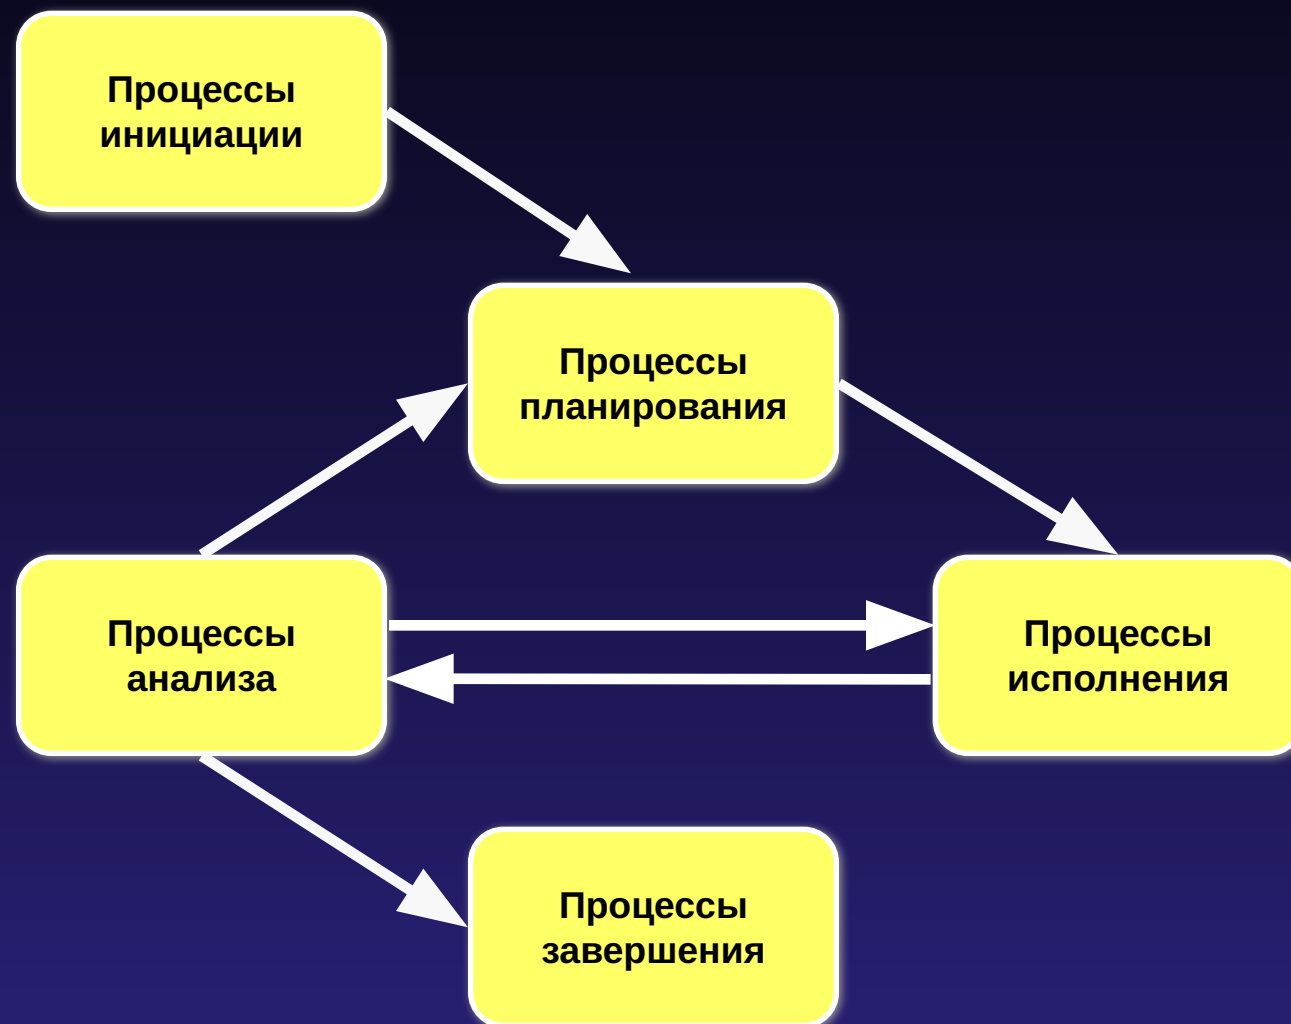 Процессы
инициации
Процессы
планирования
Процессы
анализа
Процессы
исполнения
Процессы
завершения